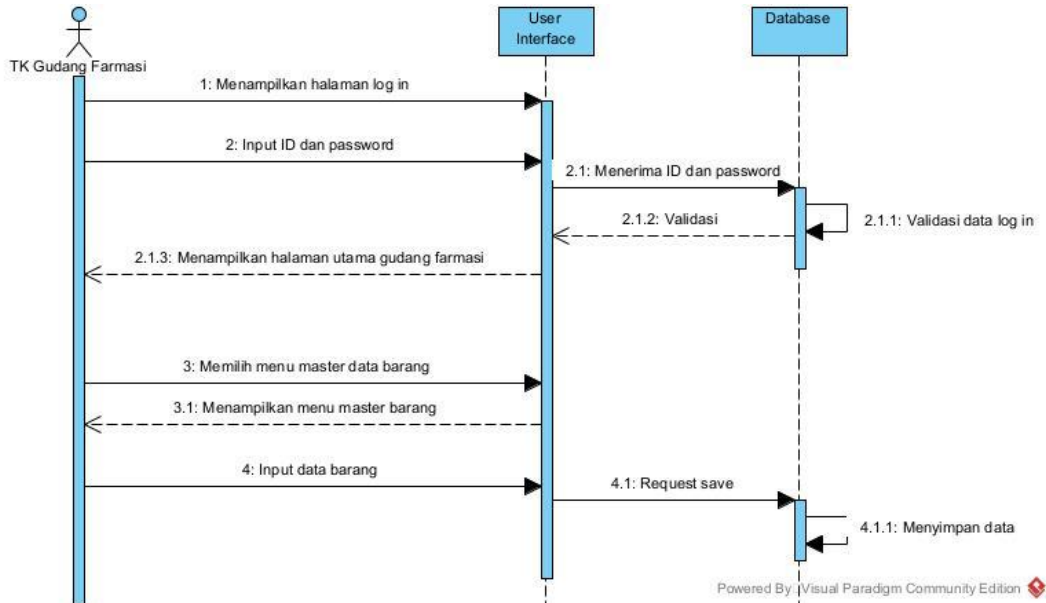 User
Interface
Database
TK Gudang Farmasi
1: Menampilkan halaman log in
2: Input ID dan password
2.1: Menerima ID dan password
2.1.1: Validasi data log in
2.1.2: Validasi
2.1.3: Menampilkan halaman utama gudang farmasi
3: Memilih menu master data barang
3.1: Menampilkan menu master barang
4: Input data barang
4.1: Request save
4.1.1: Menyimpan data
Powered By Visual Paradigm Community Edition